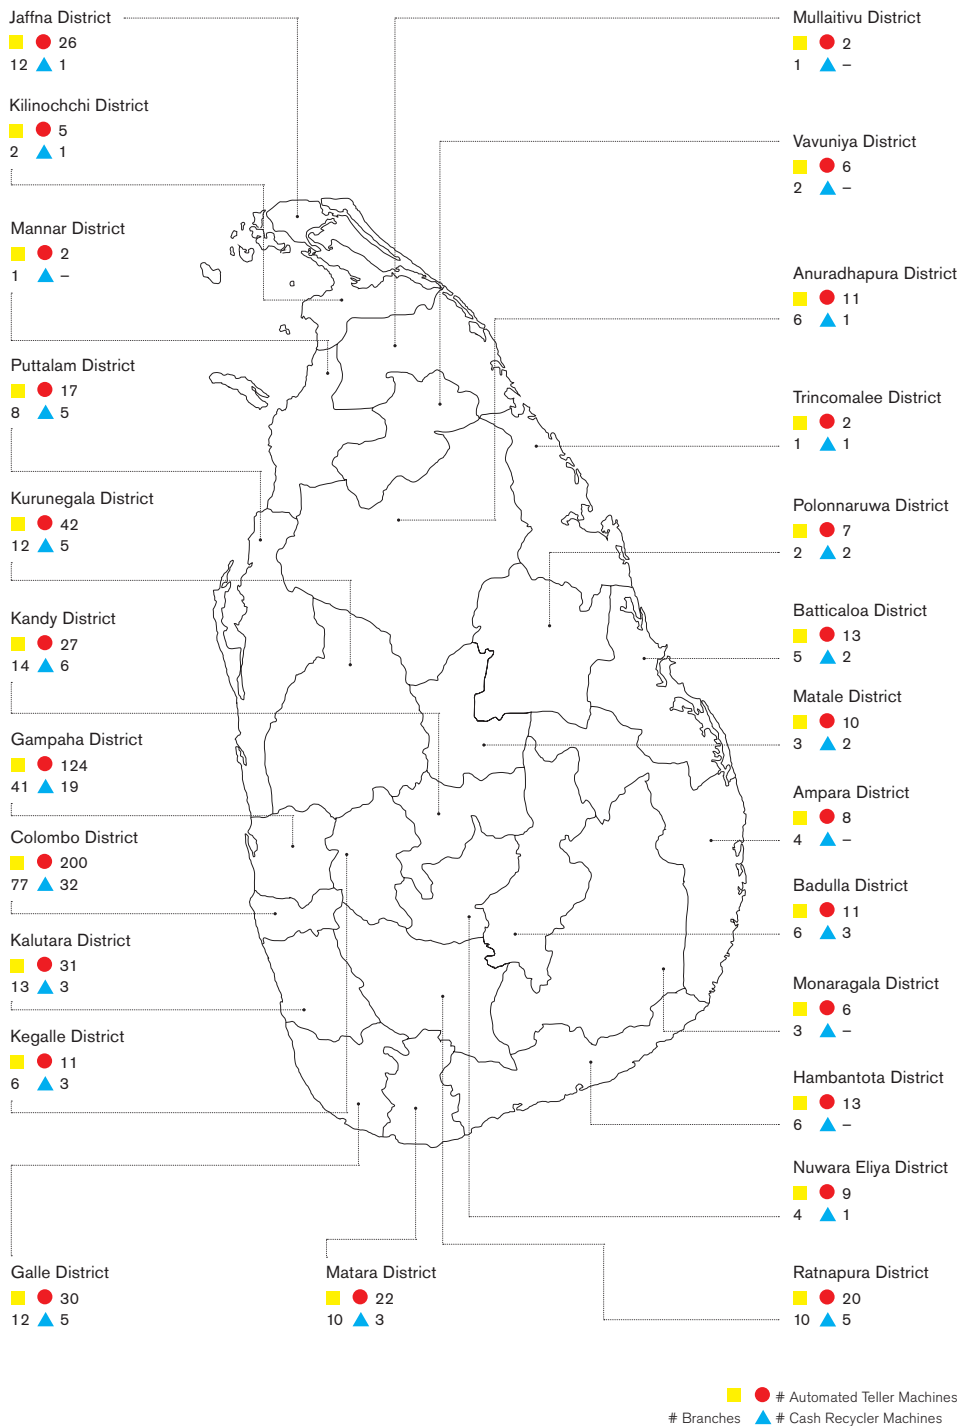 Jaffna District
26
12 1
Kilinochchi District
5
2 1
Mannar District
2
1 –
Puttalam District
17
8 5
Kurunegala District
42
12 5
Kandy District
27
14 6
Gampaha District
124
41 19
Colombo District
200
77 32
Kalutara District
31
13 3
Kegalle District
11
6 3
Galle District
30
12 5
Matara District
22
10 3
Mullaitivu District
2
1 –
Vavuniya District
6
2 –
Anuradhapura District
11
6 1
Trincomalee District
2
1 1
Polonnaruwa District
7
2 2
Batticaloa District
13
5 2
Matale District
10
3 2
Ampara District
8
4 –
Badulla District
11
6 3
Monaragala District
6
3 –
Hambantota District
13
6 –
Nuwara Eliya District
9
4 1
Ratnapura District
20
10 5
# Automated Teller Machines
# Branches # Cash Recycler Machines